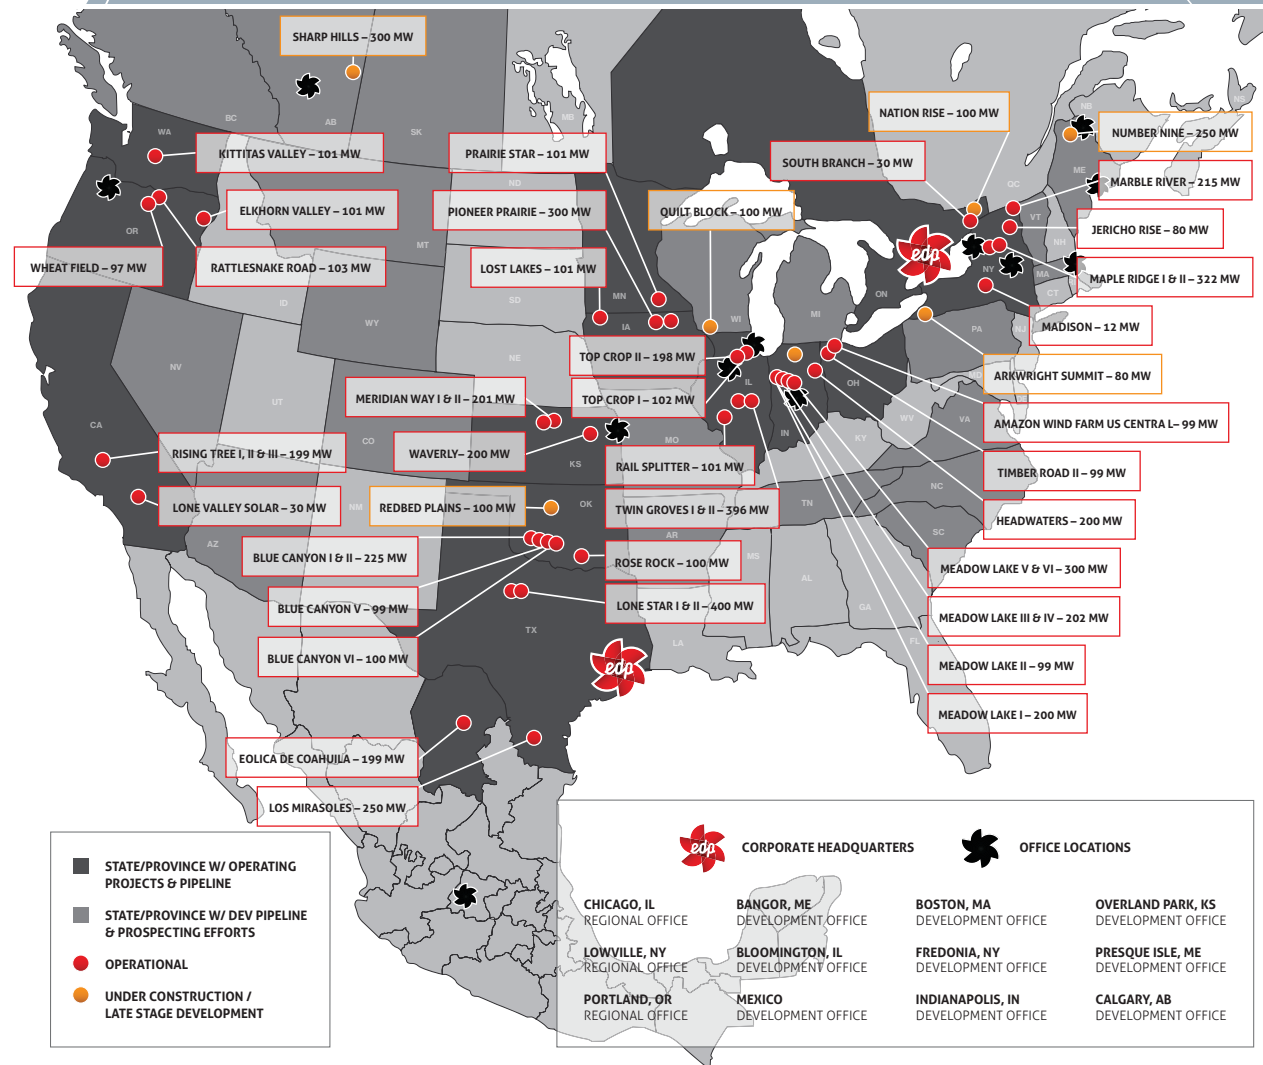 SHARP HILLS – 300 MW
NATION RISE – 100 MW
NUMBER NINE – 250 MW
KITTITAS VALLEY – 101 MW
PRAIRIE STAR – 101 MW
SOUTH BRANCH – 30 MW
MARBLE RIVER – 215 MW
ELKHORN VALLEY – 101 MW
PIONEER PRAIRIE – 300 MW
QUILT BLOCK – 100 MW
JERICHO RISE – 80 MW
WHEAT FIELD – 97 MW
RATTLESNAKE ROAD – 103 MW
LOST LAKES – 101 MW
MAPLE RIDGE I & II – 322 MW
MADISON – 12 MW
TOP CROP II – 198 MW
ARKWRIGHT SUMMIT – 80 MW
MERIDIAN WAY I & II – 201 MW
TOP CROP I – 102 MW
AMAZON WIND FARM US CENTRA L– 99 MW
RISING TREE I, II & III – 199 MW
WAVERLY– 200 MW
RAIL SPLITTER – 101 MW
TIMBER ROAD II – 99 MW
LONE VALLEY SOLAR – 30 MW
REDBED PLAINS – 100 MW
TWIN GROVES I & II – 396 MW
HEADWATERS – 200 MW
BLUE CANYON I & II – 225 MW
ROSE ROCK – 100 MW
MEADOW LAKE V & VI – 300 MW
BLUE CANYON V – 99 MW
LONE STAR I & II – 400 MW
MEADOW LAKE III & IV – 202 MW
BLUE CANYON VI – 100 MW
MEADOW LAKE II – 99 MW
MEADOW LAKE I – 200 MW
EOLICA DE COAHUILA – 199 MW
LOS MIRASOLES – 250 MW
BC
AB
SK
MB
ON
QC
NB
NS
WA
OR
CA
NV
ID
MT
WY
UT
AZ
CO
NM
ND
SD
NE
KS
OK
TX
MN
IA
MO
AR
LA
WI
IL
MI
IN
OH
KY
TN
MS
AL
GA
FL
SC
NC
VA
WV
PA
NY
NJ
CT
MA
VT
NH
ME
edp
edp
STATE/PROVINCE W/ OPERATING
PROJECTS & PIPELINE
STATE/PROVINCE W/ DEV PIPELINE
& PROSPECTING EFFORTS
OPERATIONAL
UNDER CONSTRUCTION /
LATE STAGE DEVELOPMENT
edp
CORPORATE HEADQUARTERS
OFFICE LOCATIONS
CHICAGO, IL
REGIONAL OFFICE
BANGOR, ME
DEVELOPMENT OFFICE
BOSTON, MA
DEVELOPMENT OFFICE
OVERLAND PARK, KS
DEVELOPMENT OFFICE
LOWVILLE, NY
REGIONAL OFFICE
BLOOMINGTON, IL
DEVELOPMENT OFFICE
FREDONIA, NY
DEVELOPMENT OFFICE
PRESQUE ISLE, ME
DEVELOPMENT OFFICE
PORTLAND, OR
REGIONAL OFFICE
MEXICO
DEVELOPMENT OFFICE
INDIANAPOLIS, IN
DEVELOPMENT OFFICE
CALGARY, AB
DEVELOPMENT OFFICE